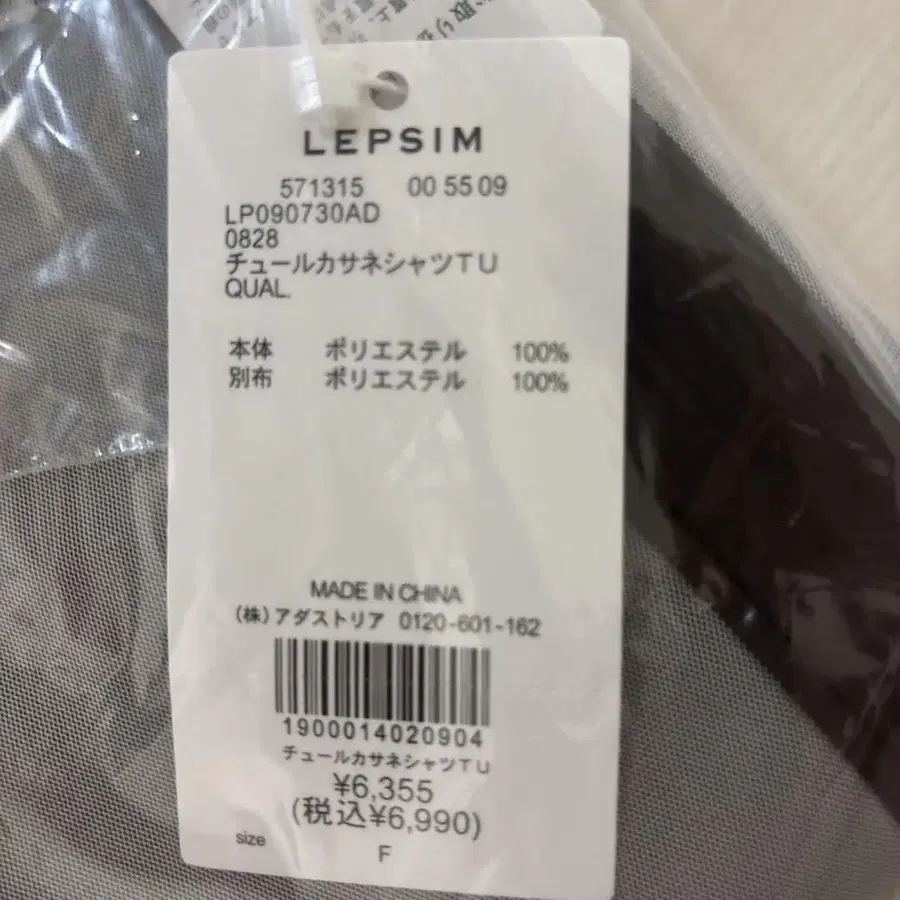 LEPSIM
571315 00 55 09
LP090730AD
0828
チュールカサネシャツTU
QUAL.
本体 ポリエステル 100%
別布 ポリエステル 100%
MADE IN CHINA
(株)アダストリア 0120-601-162
1900014020904
チュールカサネシャツTU
¥6,355
(税込¥6,990)
size
F